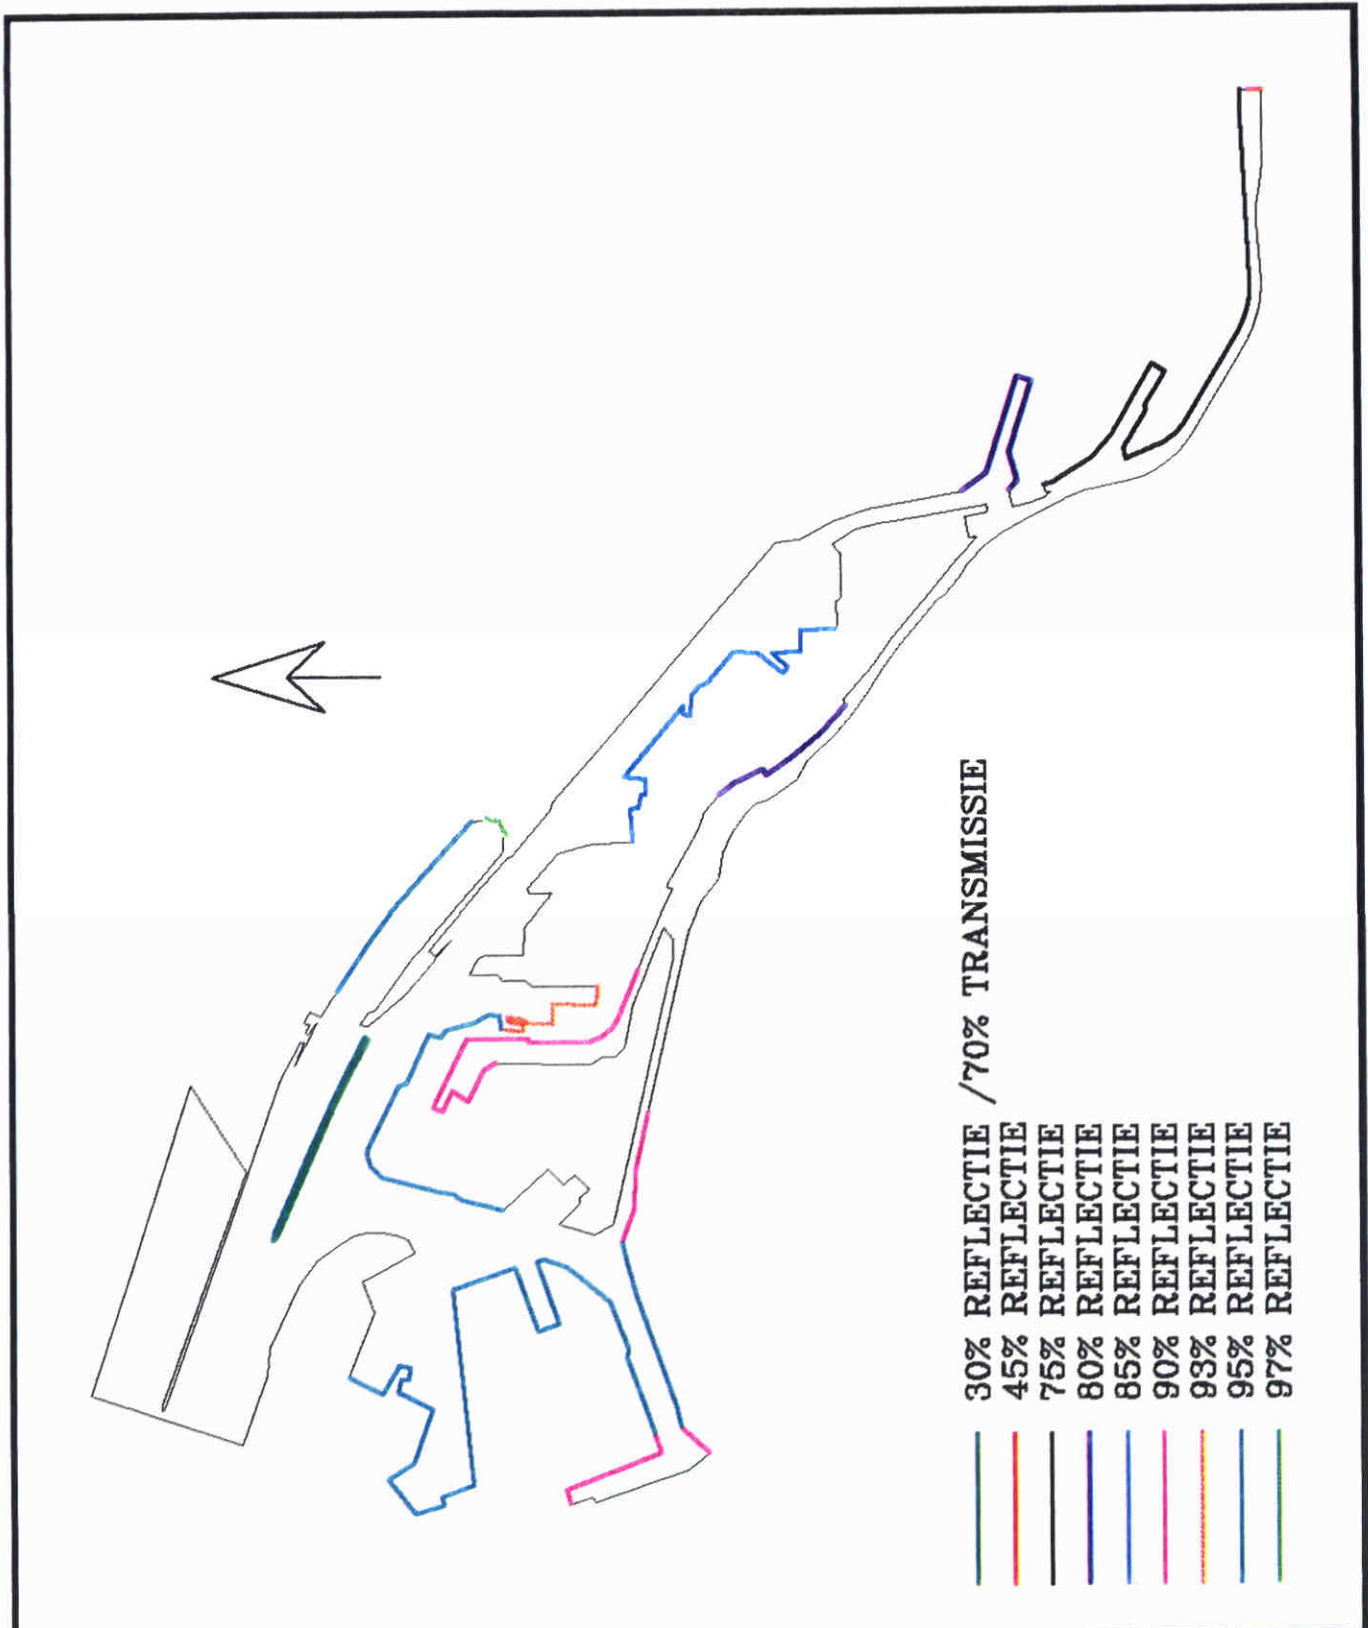 30% REFLECTIE /70% TRANSMISSIE
45% REFLECTIE
75% REFLECTIE
80% REFLECTIE
85% REFLECTIE
90% REFLECTIE
93% REFLECTIE
95% REFLECTIE
97% REFLECTIE